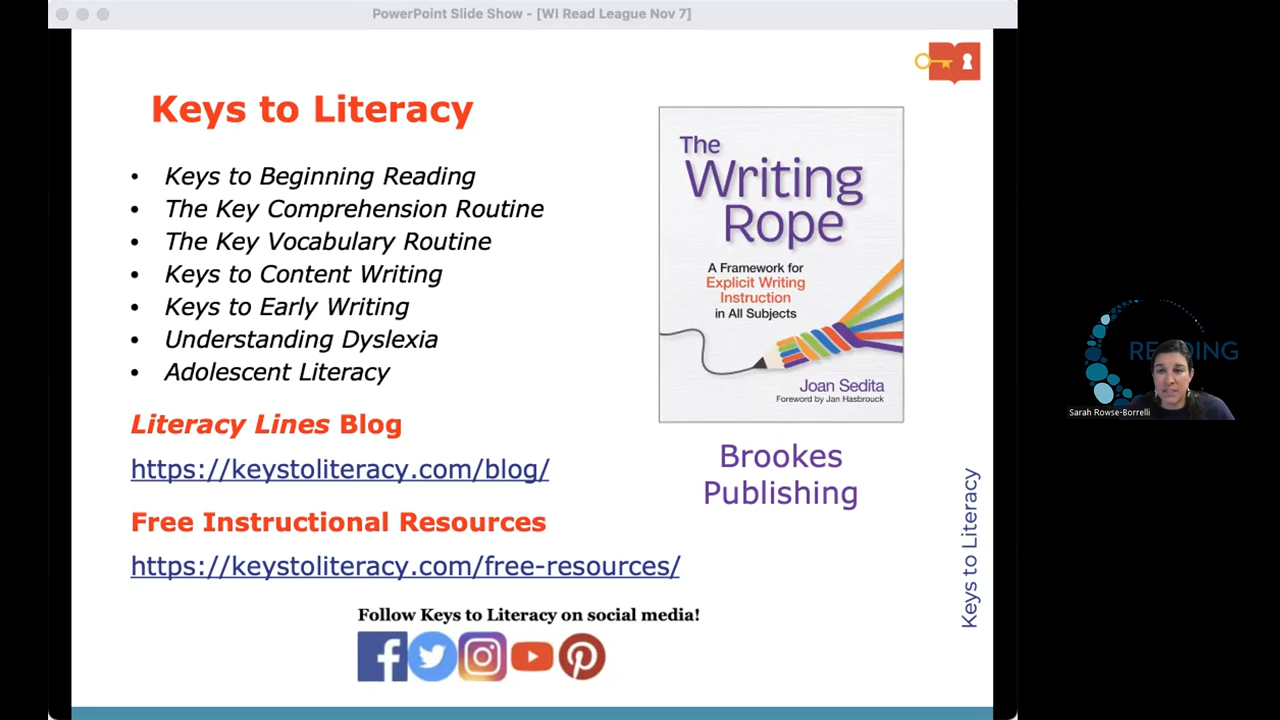 PowerPoint Slide Show - [WI Read League Nov 7]
Keys to Literacy
• Keys to Beginning Reading
• The Key Comprehension Routine
• The Key Vocabulary Routine
• Keys to Content Writing
• Keys to Early Writing
• Understanding Dyslexia
• Adolescent Literacy
Literacy Lines Blog
https://keystoliteracy.com/blog/
Free Instructional Resources
https://keystoliteracy.com/free-resources/
Follow Keys to Literacy on social media!
The
Writing
Rope
A Framework for
Explicit Writing
Instruction
in All Subjects
Joan Sedita
Foreword by Jan Hasbrouck
Brookes
Publishing
Keys to Literacy
Sarah Rowse-Borrelli